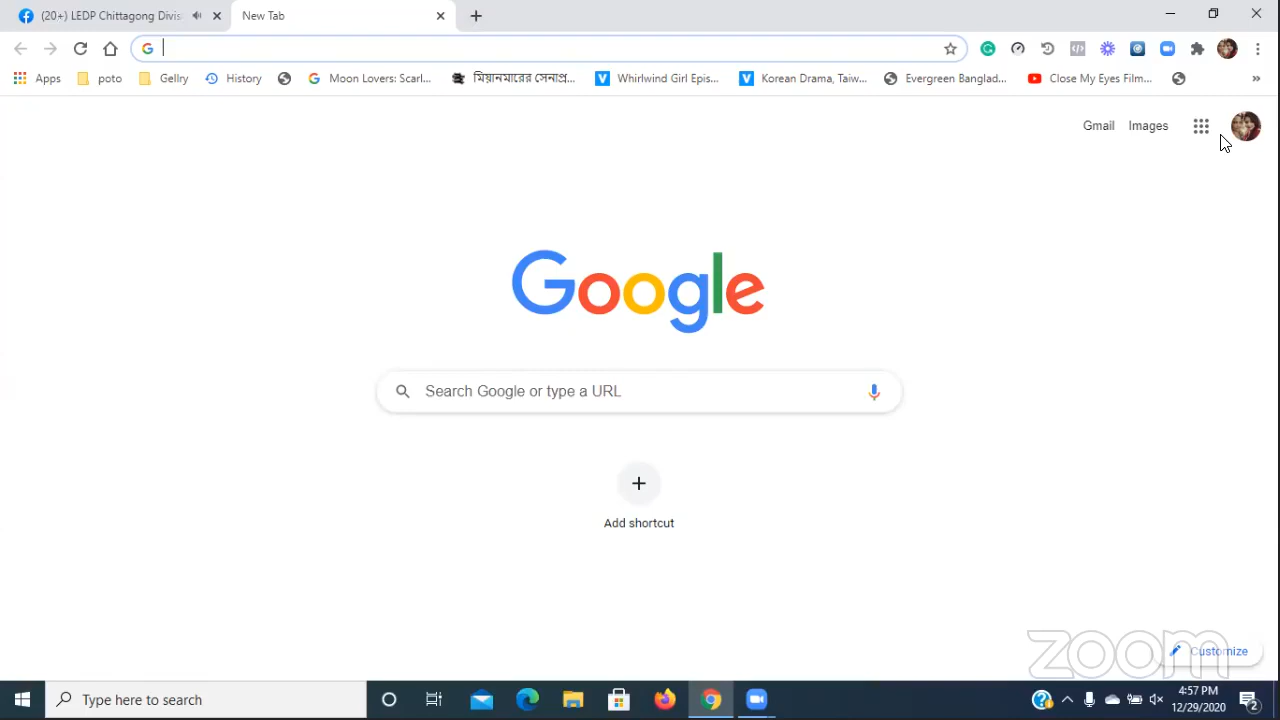 (20+) LEDP Chittagong Divisi
New Tab
Apps
poto
Gellry
History
Moon Lovers: Scarl...
মিয়ানমারের সেনাপ্র...
Whirlwind Girl Epis...
Korean Drama, Taiw...
Evergreen Banglad...
Close My Eyes Film...
»
Gmail
Images
Google
Search Google or type a URL
Add shortcut
zoom
Customize
Type here to search
4:57 PM
12/29/2020
2